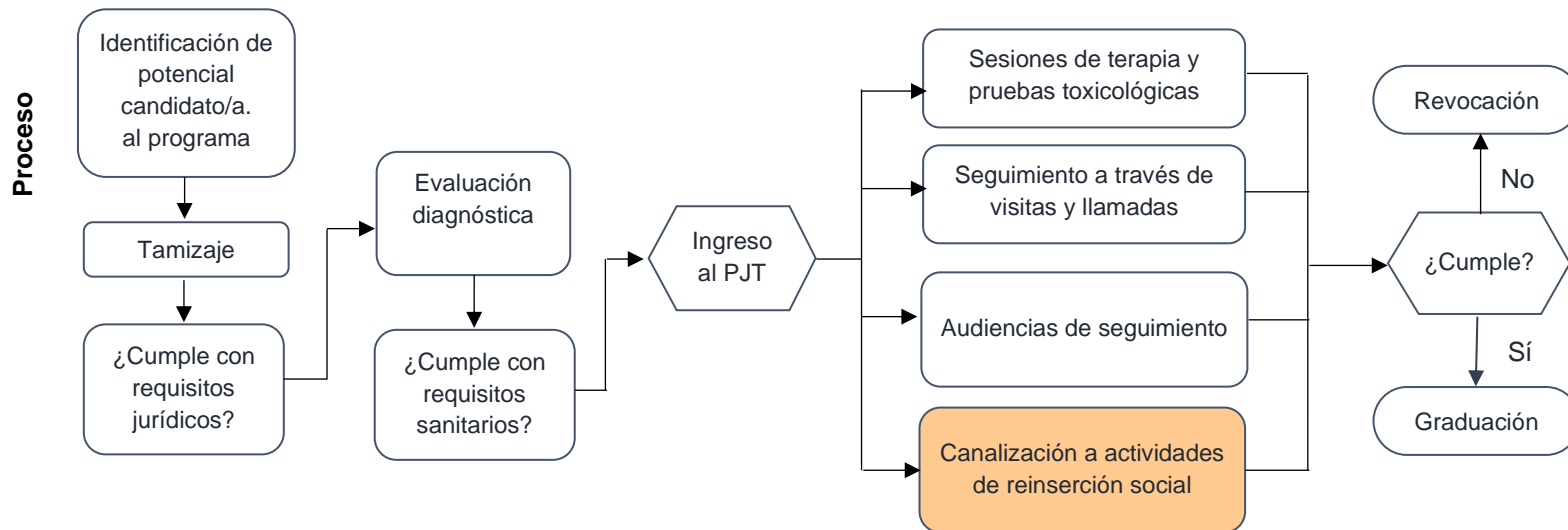 Proceso
Identificación de
potencial
candidato/a.
al programa
Tamizaje
¿Cumple con
requisitos
jurídicos?
Evaluación
diagnóstica
¿Cumple con
requisitos
sanitarios?
Ingreso
al PJT
Sesiones de terapia y
pruebas toxicológicas
Seguimiento a través de
visitas y llamadas
Audiencias de seguimiento
Canalización a actividades
de reinserción social
Revocación
No
¿Cumple?
Sí
Graduación